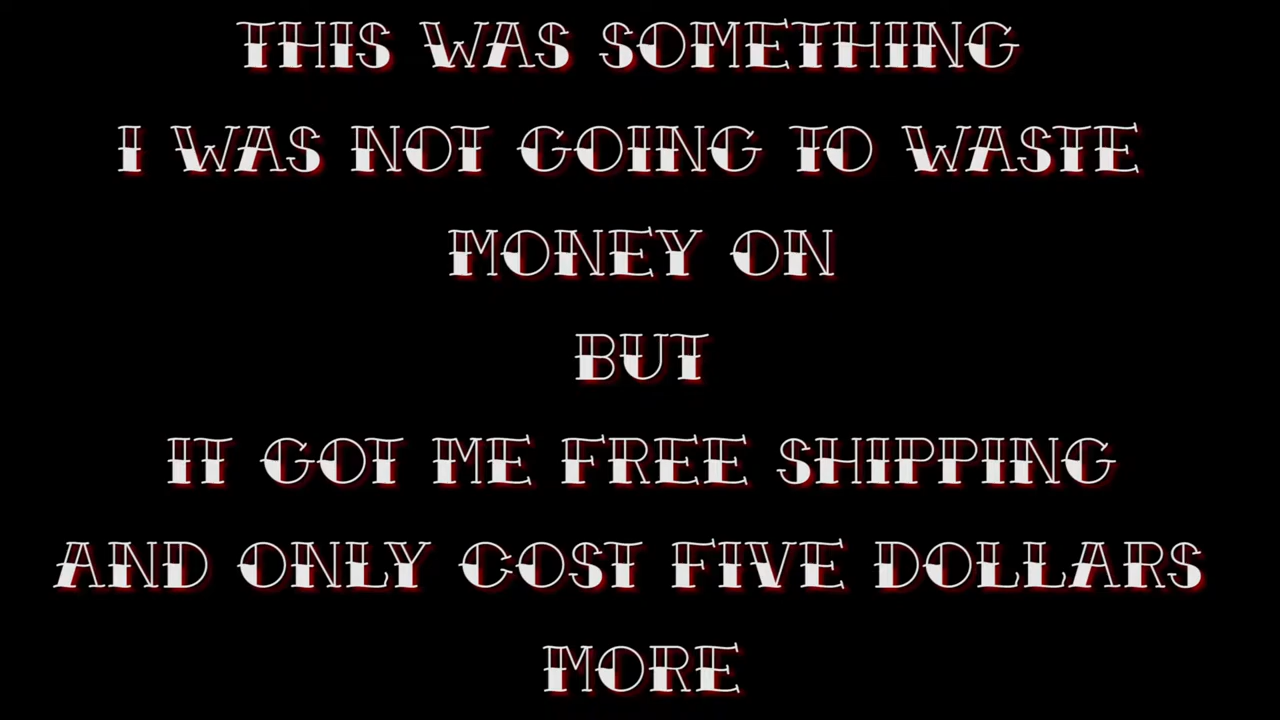 THIS WAS SOMETHING
I WAS NOT GOING TO WASTE
MONEY ON
BUT
IT GOT ME FREE SHIPPING
AND ONLY COST FIVE DOLLARS
MORE